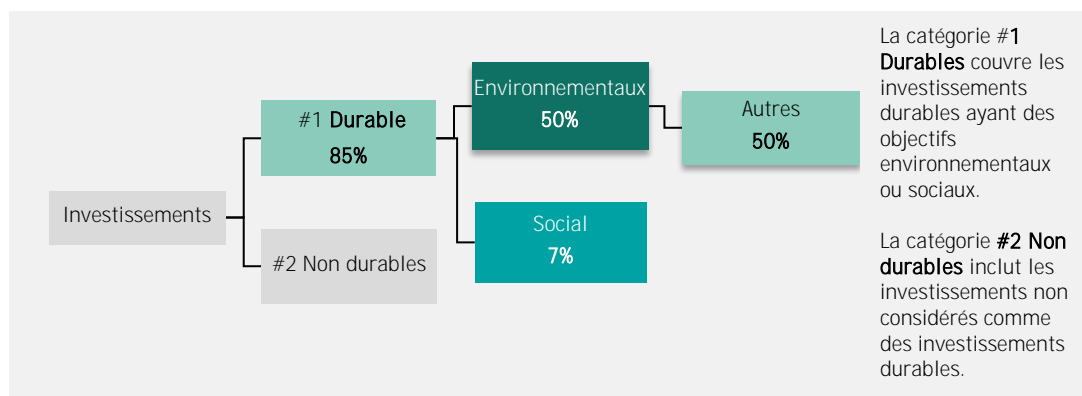 Investissements
#1 Durable
85%
#2 Non durables
Environnementaux
50%
Social
7%
Autres
50%
La catégorie #1
Durables couvre les
investissements
durables ayant des
objectifs
environnementaux
ou sociaux.
La catégorie #2 Non
durables inclut les
investissements non
considérés comme
des investissements
durables.